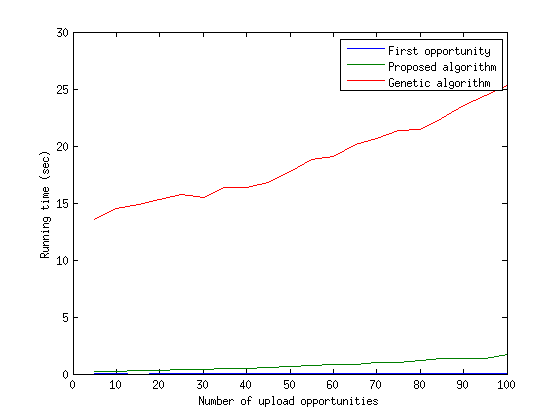 30
First opportunity
Proposed algorithm
Genetic algorithm
25
20
15
10
5
0
Running time (sec)
0 10 20 30 40 50 60 70 80 90 100
Number of upload opportunities